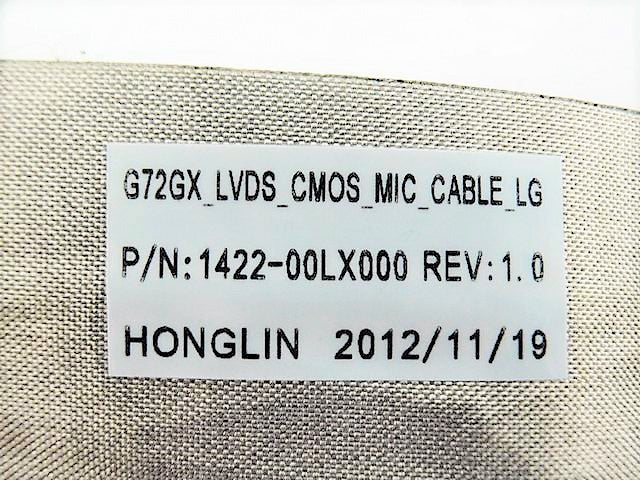 G72GX_LVDS_CMOS_MIC_CABLE_LG
P/N:1422-00LX000 REV:1.0
HONGLIN 2012/11/19